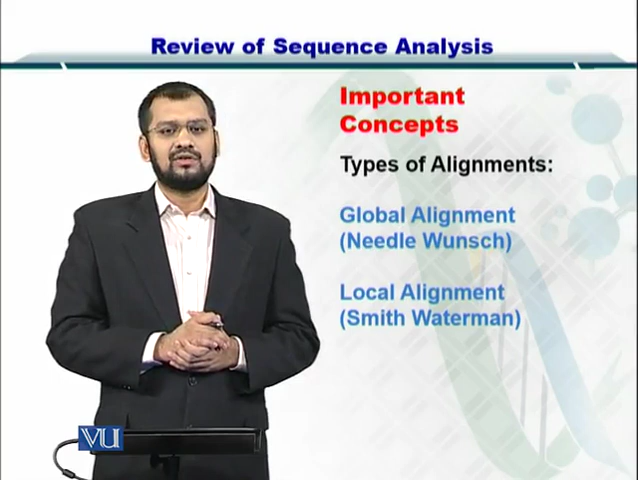 Review of Sequence Analysis
Important
Concepts
Types of Alignments:
Global Alignment
(Needle Wunsch)
Local Alignment
(Smith Waterman)
VU